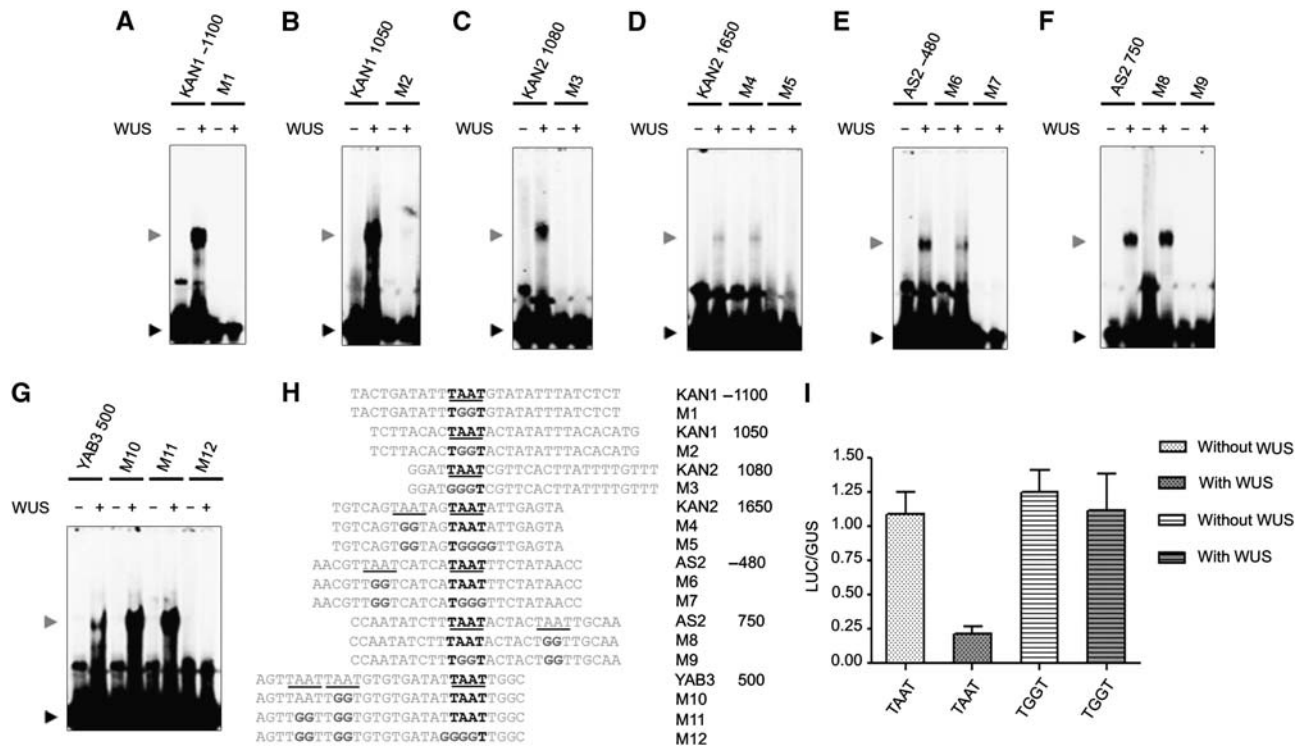 A
KAN1 –1100
M1
WUS – + – +
B
KAN1 1050
M2
– + – +
C
KAN2 1080
M3
WUS – + – +
D
KAN2 1650
M4
M5
WUS – + – + – +
E
AS2 –480
M6
M7
WUS – + – + – +
F
AS2 750
M8
M9
WUS – + – + – +
G
YAB3 500
M10
M11
M12
WUS – + – + – + – +
H
TACTGATATTTAATGTATATTTATCTCT KAN1 –1100
TACTGATATTTGGTGTATATTTATCTCT M1
TCTTACACTAATACTATATTTACACATG KAN1 1050
TCTTACACTGGTACTATATTTACACATG M2
GGATTAATCGTTCACTTATTTTGTTT KAN2 1080
GGATGGGTCGTTCACTTATTTTGTTT M3
TGTCAGTAATAGTAATATTGAGTA KAN2 1650
TGTCAGTGGTAGTAATATTGAGTA M4
TGTCAGTGGTAGTGGGGTTGAGTA M5
AACGTTAATCATCATAATTTCTATAACC AS2 –480
AACGTTGGTCATCATAATTTCTATAACC M6
AACGTTGGTCATCATGGGTTCTATAACC M7
CCAATATCTTTAATACTACTAATTGCAA AS2 750
CCAATATCTTTAATACTACTGGTTGCAA M8
CCAATATCTTTGGTACTACTGGTTGCAA M9
AGTTAATTAATGTGTGATATTAATTGGC YAB3 500
AGTTAATTGGTGTGTGATATTAATTGGC M10
AGTTGGTTGGTGTGTGATATTAATTGGC M11
AGTTGGTTGGTGTGTGATAGGGGTTGGC M12
I
LUC/GUS
1.50
1.25
1.00
0.75
0.50
0.25
0.00
TAAT
TAAT
TGGT
TGGT
Without WUS
With WUS
Without WUS
With WUS